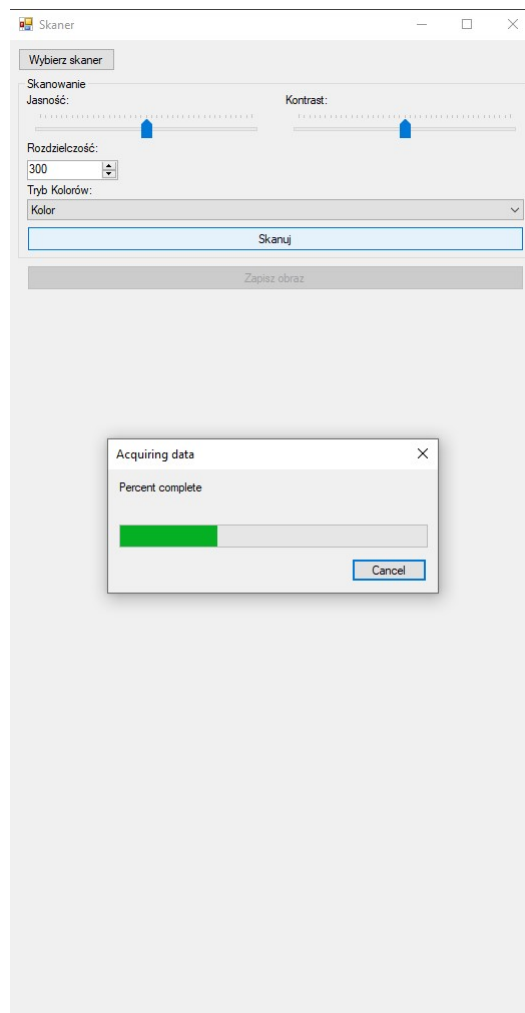 Skaner
Wybierz skaner
Skanowanie
Jasność: Kontrast:
Rozdzielczość:
300
Tryb Kolorów:
Kolor
Skanuj
Zapisz obraz
Acquiring data
Percent complete
Cancel